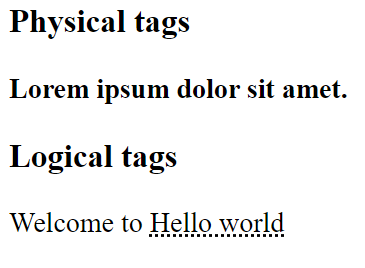 Physical tags
Lorem ipsum dolor sit amet.
Logical tags
Welcome to Hello world